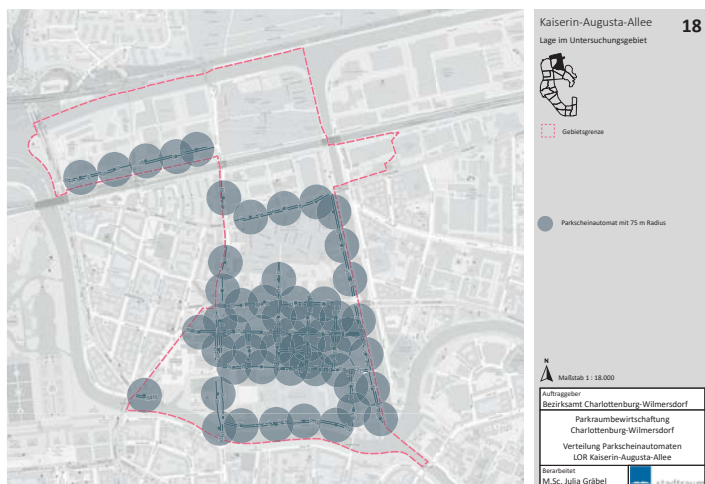 Kaiserin-Augusta-Allee
18
Lage im Untersuchungsgebiet
Gebietsgrenze
Parkscheinautomat mit 75 m Radius
N
Maßstab 1 : 18.000
Auftraggeber
Bezirksamt Charlottenburg-Wilmersdorf
Parkraumbewirtschaftung
Charlottenburg-Wilmersdorf
Verteilung Parkscheinautomaten
LOR Kaiserin-Augusta-Allee
Bearbeitet
M.Sc. Julia Gräbel
stadtraum